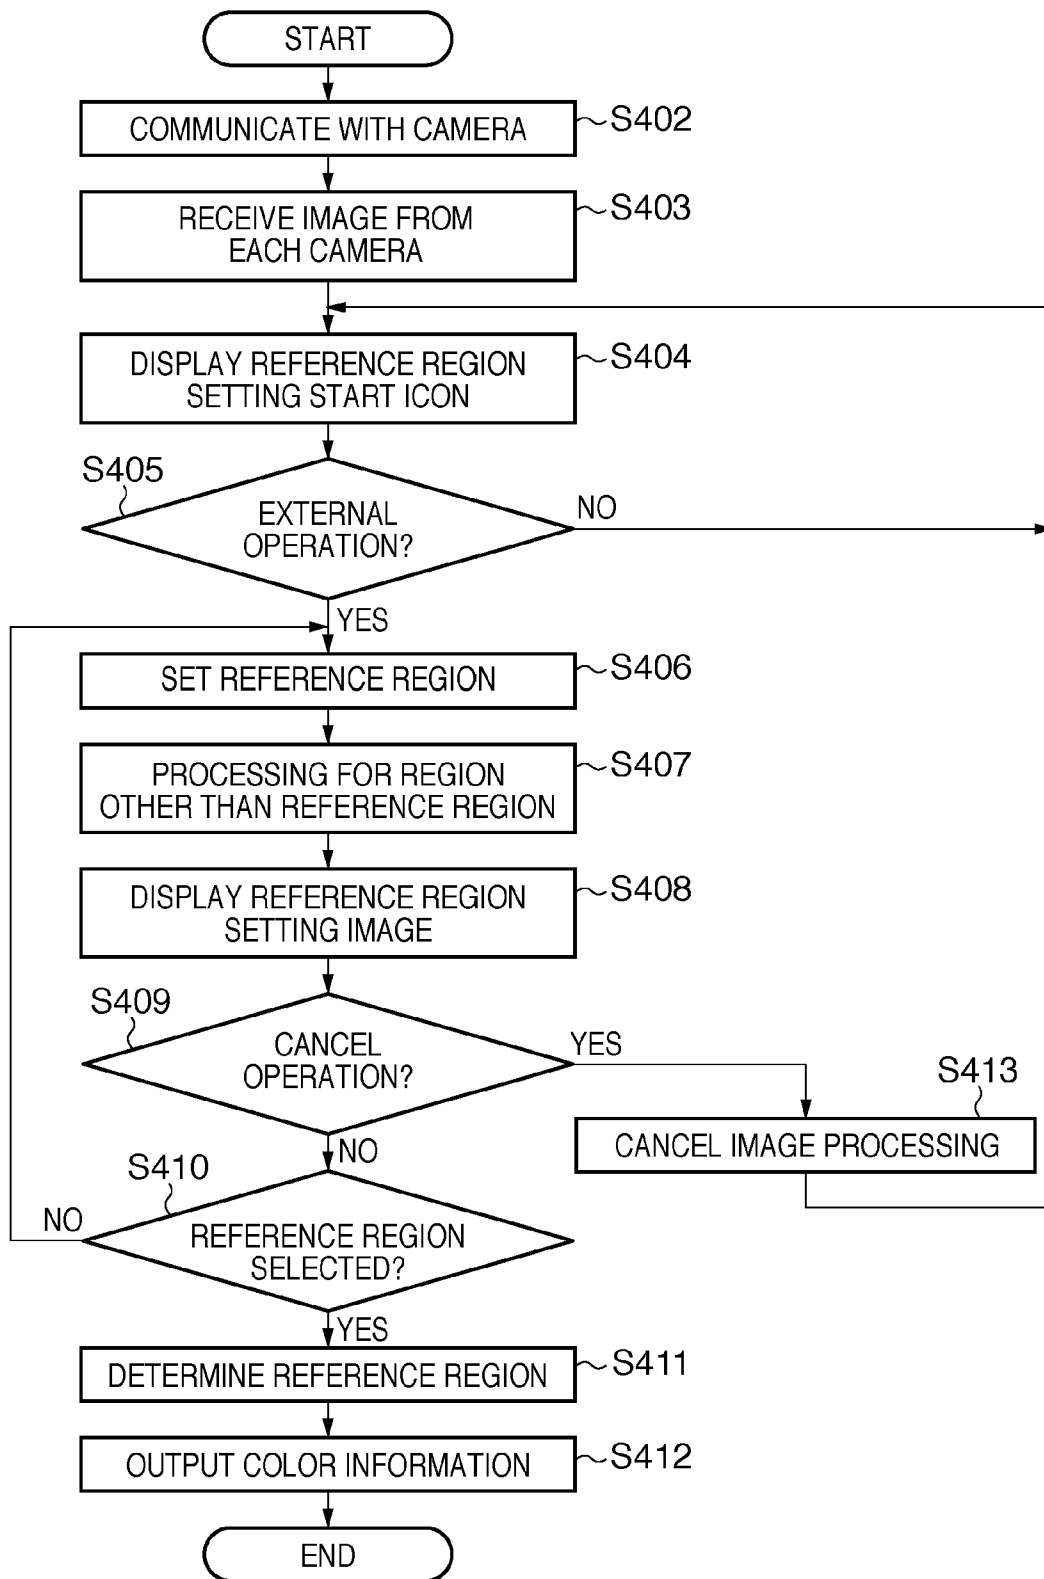 START
COMMUNICATE WITH CAMERA
S402
RECEIVE IMAGE FROM
EACH CAMERA
S403
DISPLAY REFERENCE REGION
SETTING START ICON
S404
S405
EXTERNAL
OPERATION?
NO
YES
SET REFERENCE REGION
S406
PROCESSING FOR REGION
OTHER THAN REFERENCE REGION
S407
DISPLAY REFERENCE REGION
SETTING IMAGE
S408
S409
CANCEL
OPERATION?
YES
S413
CANCEL IMAGE PROCESSING
NO
S410
NO
REFERENCE REGION
SELECTED?
YES
DETERMINE REFERENCE REGION
S411
OUTPUT COLOR INFORMATION
S412
END